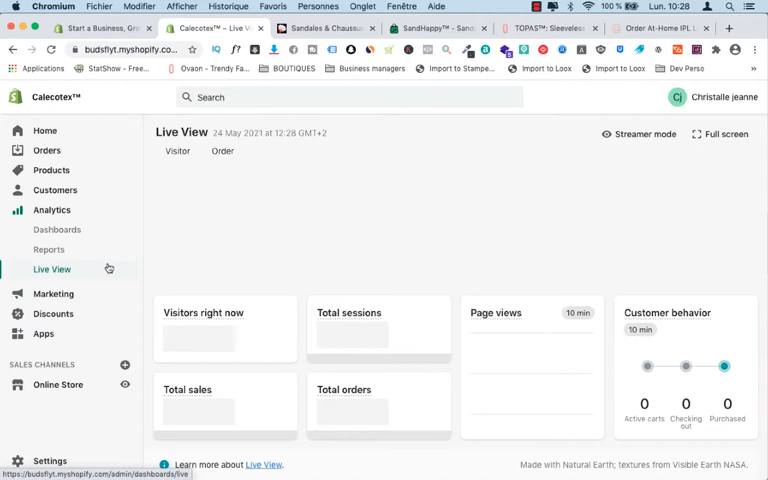 Chromium Fichier Modifier Affichage Historique Favoris Personnes Onglet Fenêtre Aide 100 % Lun. 10:28
Start a Business, Gr
Calecotex™ ~ Live Vi
Sandales & Chaussu
SandHappy™ - Sand
TOPAS™: Sleeveless
Order At-Home IPL L
budsfiyt.myshopify.co...
Applications StatShow - Free... Ovaon - Trendy Fa... BOUTIQUES Business managers Import to Stampe... Import to Loox Import to Loox Dev Perso
Calecotex™
Search
Cj Christalle jeanne
Home
Orders
Products
Customers
Analytics
Dashboards
Reports
Live View
Marketing
Discounts
Apps
SALES CHANNELS
Online Store
Settings
https://budsfiyt.myshopify.com/admin/dashboards/live
Live View 24 May 2021 at 12:28 GMT+2
Streamer mode Full screen
Visitor Order
Visitors right now
Total sessions
Page views 10 min
Customer behavior
10 min
Total sales
Total orders
0 0 0
Active carts Checking out Purchased
Learn more about Live View.
Made with Natural Earth; textures from Visible Earth NASA.